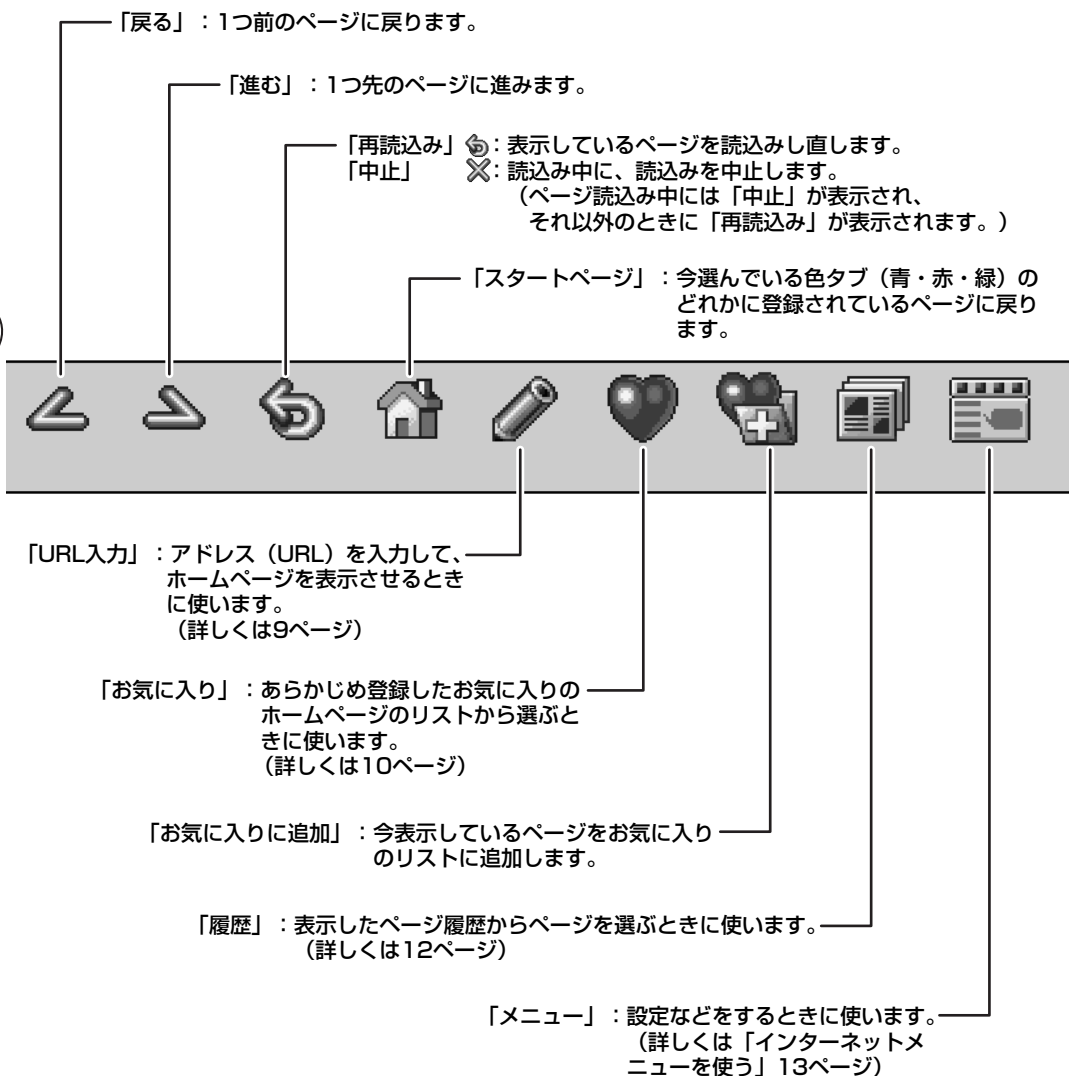 「戻る」：1つ前のページに戻ります。
「進む」：1つ先のページに進みます。
「再読込み」：表示しているページを読込みし直します。
「中止」：読込み中に、読込みを中止します。
（ページ読込み中には「中止」が表示され、
それ以外のときに「再読込み」が表示されます。）
「スタートページ」：今選んでいる色タブ（青・赤・緑）の
どれかに登録されているページに戻り
ます。
「URL入力」：アドレス（URL）を入力して、
ホームページを表示させるとき
に使います。
（詳しくは9ページ）
「お気に入り」：あらかじめ登録したお気に入りの
ホームページのリストから選ぶと
きに使います。
（詳しくは10ページ）
「お気に入りに追加」：今表示しているページをお気に入り
のリストに追加します。
「履歴」：表示したページ履歴からページを選ぶときに使います。
（詳しくは12ページ）
「メニュー」：設定などをするときに使います。
（詳しくは「インターネットメ
ニューを使う」13ページ）